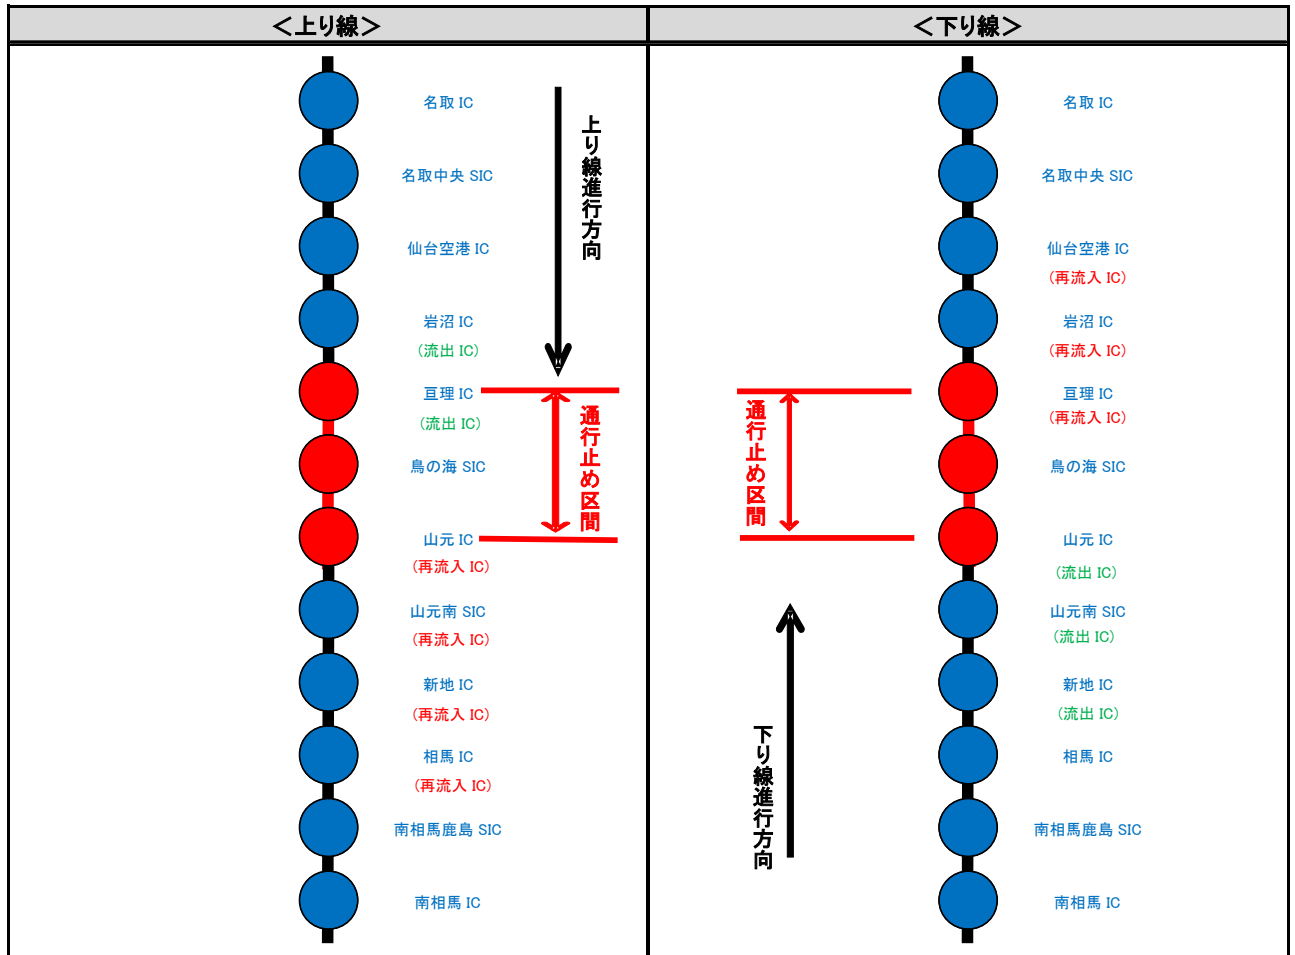 ＜上り線＞
名取 IC
名取中央 SIC
仙台空港 IC
岩沼 IC
(流出 IC)
亘理 IC
(流出 IC)
鳥の海 SIC
山元 IC
(再流入 IC)
山元南 SIC
(再流入 IC)
新地 IC
(再流入 IC)
相馬 IC
(再流入 IC)
南相馬鹿島 SIC
南相馬 IC
上り線進行方向
通行止め区間
＜下り線＞
名取 IC
名取中央 SIC
仙台空港 IC
(再流入 IC)
岩沼 IC
(再流入 IC)
亘理 IC
(再流入 IC)
鳥の海 SIC
山元 IC
(流出 IC)
山元南 SIC
(流出 IC)
新地 IC
(流出 IC)
相馬 IC
南相馬鹿島 SIC
南相馬 IC
通行止め区間
下り線進行方向